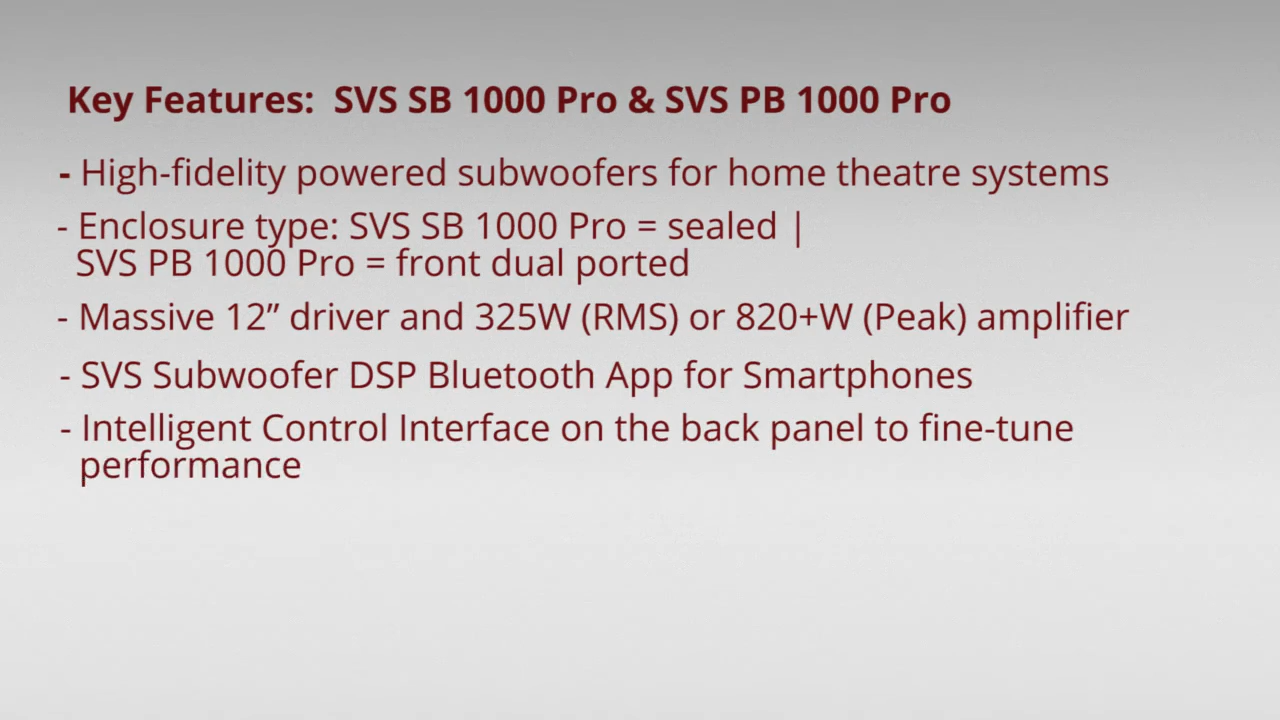 Key Features: SVS SB 1000 Pro & SVS PB 1000 Pro
- High-fidelity powered subwoofers for home theatre systems
- Enclosure type: SVS SB 1000 Pro = sealed |
SVS PB 1000 Pro = front dual ported
- Massive 12” driver and 325W (RMS) or 820+W (Peak) amplifier
- SVS Subwoofer DSP Bluetooth App for Smartphones
- Intelligent Control Interface on the back panel to fine-tune
performance